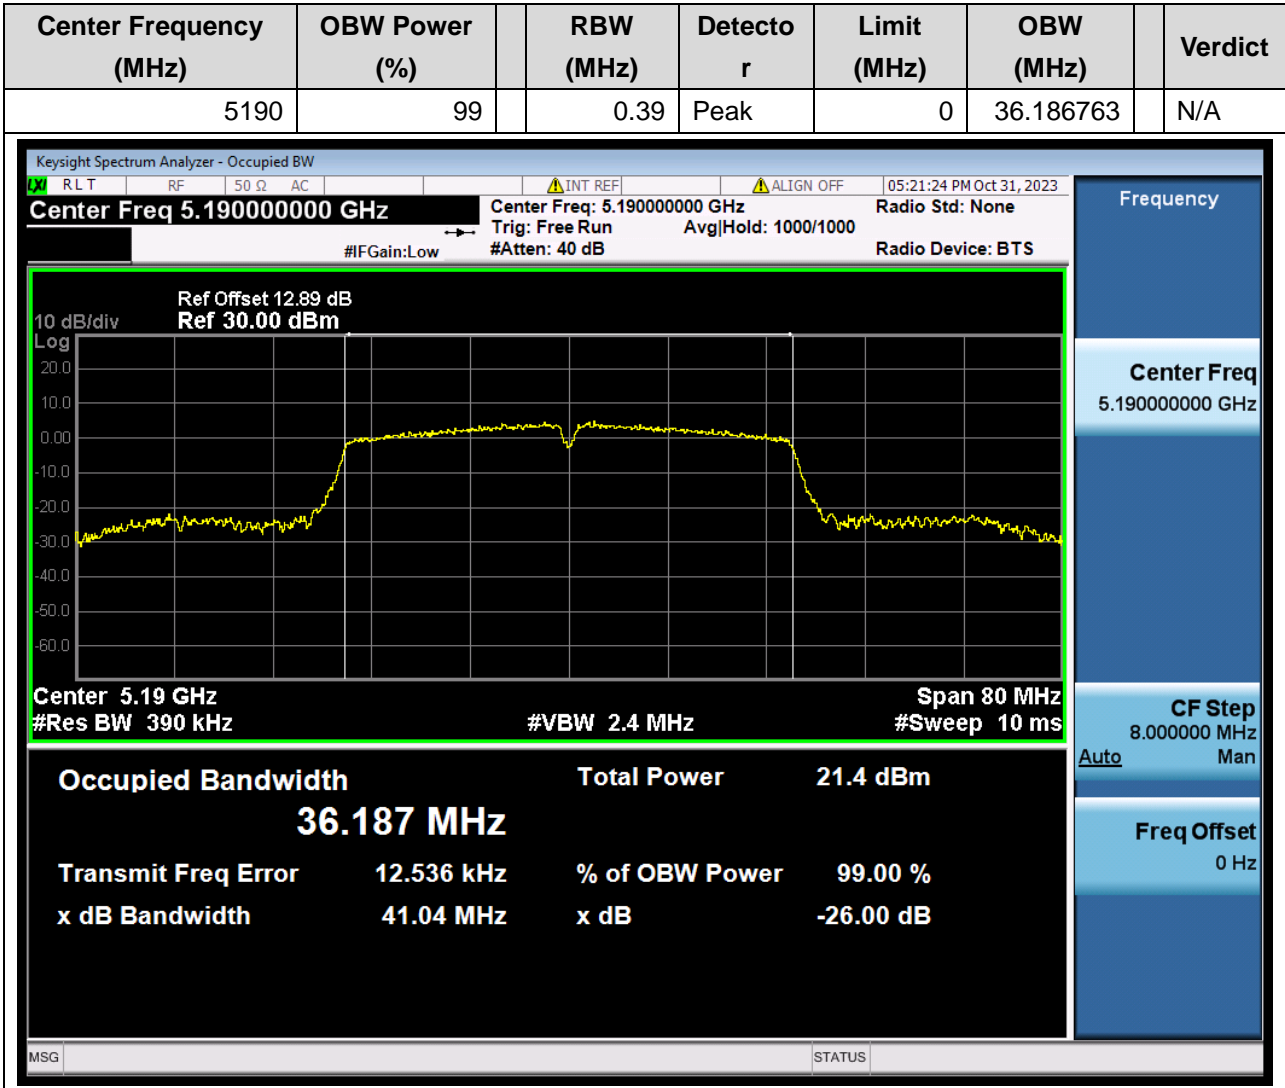 Center Frequency (MHz) OBW Power (%) RBW (MHz) Detecto r Limit (MHz) OBW (MHz) Verdict
5190 99 0.39 Peak 0 36.186763 N/A
Keysight Spectrum Analyzer - Occupied BW
LXI RLT RF 50 Ω AC INT REF ALIGN OFF 05:21:24 PM Oct 31, 2023
Center Freq 5.190000000 GHz
Center Freq: 5.190000000 GHz Radio Std: None
Trig: Free Run Avg|Hold: 1000/1000
#IFGain:Low #Atten: 40 dB Radio Device: BTS
Frequency
Ref Offset 12.89 dB
10 dB/div Ref 30.00 dBm
Log
20.0
10.0
0.00
-10.0
-20.0
-30.0
-40.0
-50.0
-60.0
Center 5.19 GHz Span 80 MHz
#Res BW 390 kHz #VBW 2.4 MHz #Sweep 10 ms
Occupied Bandwidth Total Power 21.4 dBm
36.187 MHz
Transmit Freq Error 12.536 kHz % of OBW Power 99.00 %
x dB Bandwidth 41.04 MHz x dB -26.00 dB
Center Freq
5.190000000 GHz
CF Step
8.000000 MHz
Auto Man
Freq Offset
0 Hz
MSG STATUS